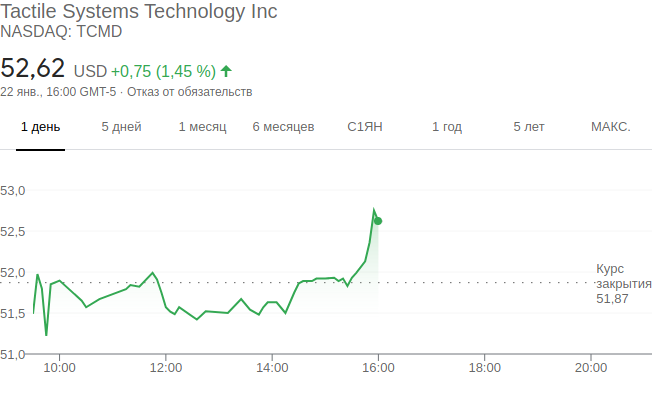 Tactile Systems Technology Inc
NASDAQ: TCMD
52,62 USD +0,75 (1,45 %)
22 янв., 16:00 GMT-5 · Отказ от обязательств
1 день 5 дней 1 месяц 6 месяцев С1ЯН 1 год 5 лет МАКС.
53,0
52,5
52,0
51,5
51,0
Курс
закрытия
51,87
10:00 12:00 14:00 16:00 18:00 20:00